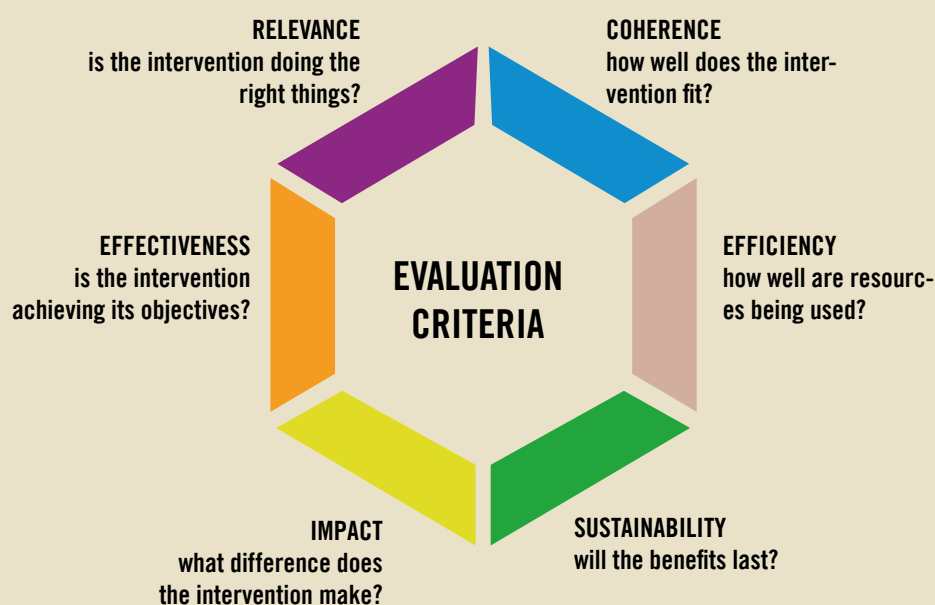 RELEVANCE
is the intervention doing the
right things?
COHERENCE
how well does the inter-
vention fit?
EFFECTIVENESS
is the intervention
achieving its objectives?
EVALUATION
CRITERIA
EFFICIENCY
how well are resourc-
es being used?
IMPACT
what difference does
the intervention make?
SUSTAINABILITY
will the benefits last?